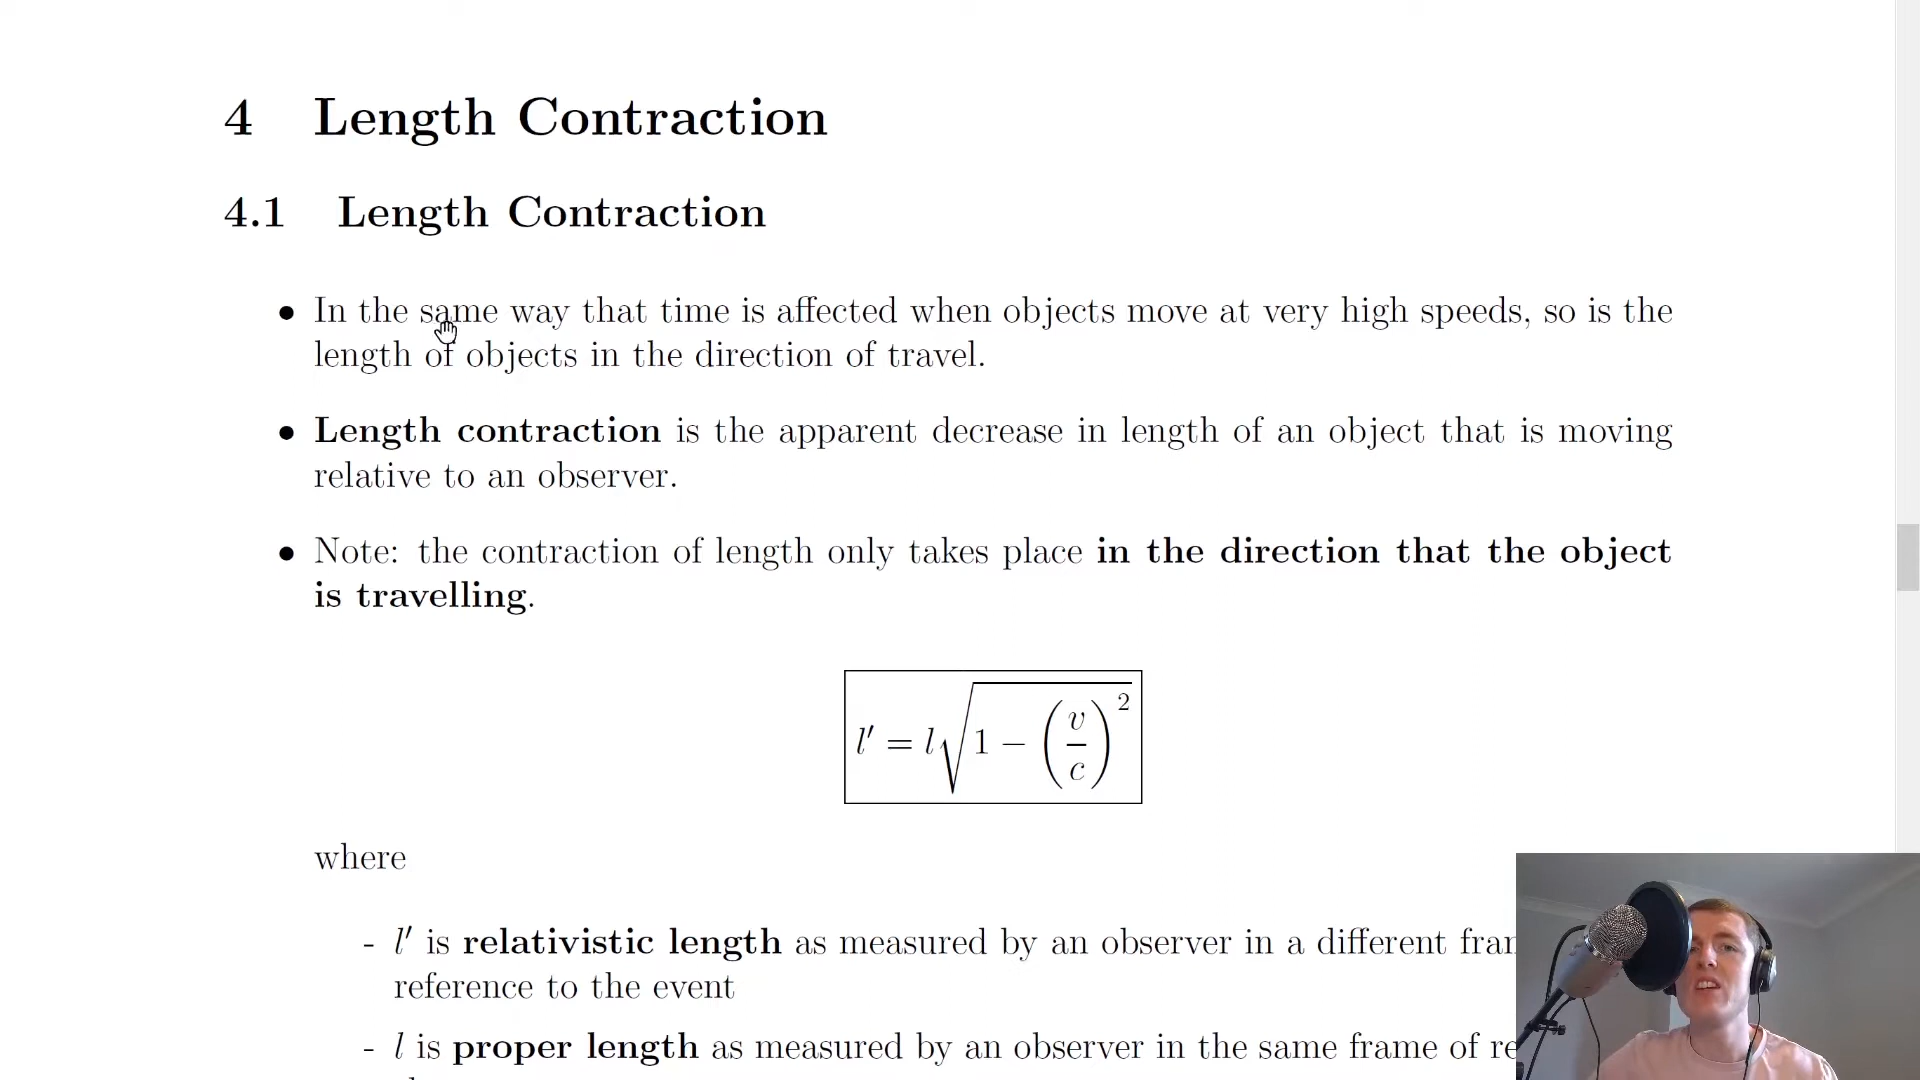 4 Length Contraction
4.1 Length Contraction
• In the same way that time is affected when objects move at very high speeds, so is the
length of objects in the direction of travel.
• Length contraction is the apparent decrease in length of an object that is moving
relative to an observer.
• Note: the contraction of length only takes place in the direction that the object
is travelling.
l′ = l√(1 − (v/c)²)
where
- l′ is relativistic length as measured by an observer in a different
reference to the event
- l is proper length as measured by an observer in the same frame of